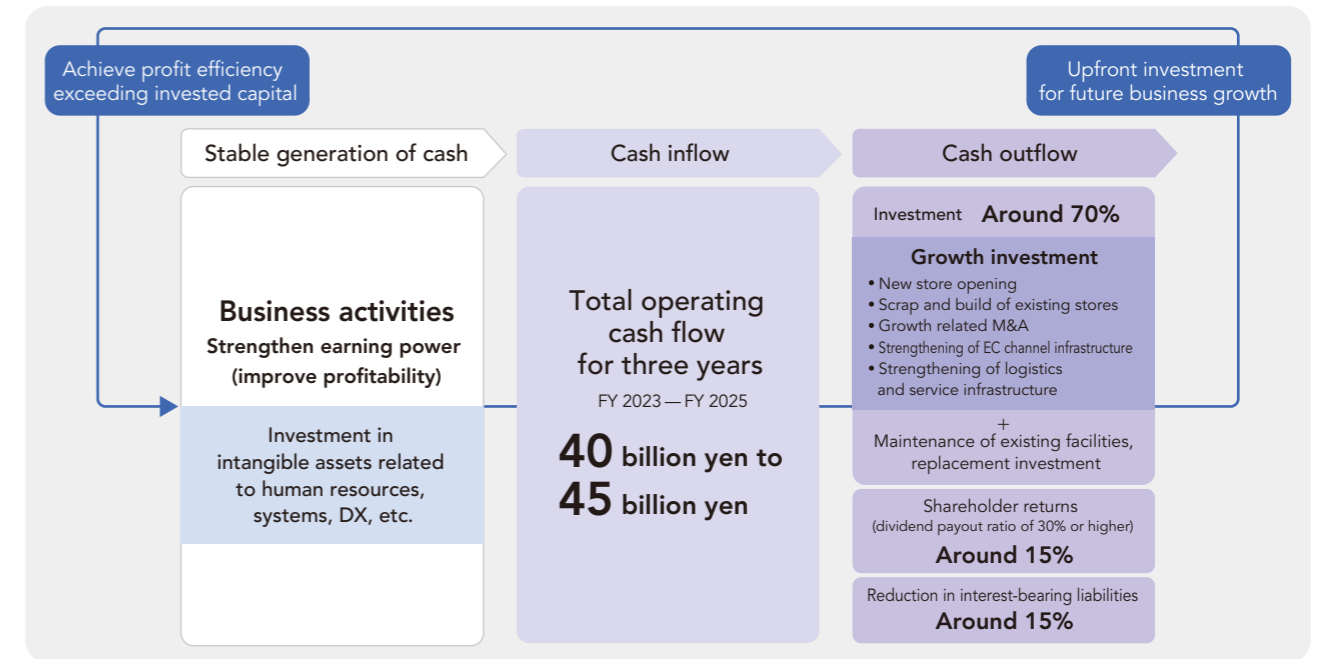 Achieve profit efficiency
exceeding invested capital
Upfront investment
for future business growth
Stable generation of cash
Cash inflow
Cash outflow
Business activities
Strengthen earning power
(improve profitability)
Investment in
intangible assets related
to human resources,
systems, DX, etc.
Total operating
cash flow
for three years
FY 2023 — FY 2025
40 billion yen to
45 billion yen
Investment Around 70%
Growth investment
• New store opening
• Scrap and build of existing stores
• Growth related M&A
• Strengthening of EC channel infrastructure
• Strengthening of logistics
and service infrastructure
+
Maintenance of existing facilities,
replacement investment
Shareholder returns
(dividend payout ratio of 30% or higher)
Around 15%
Reduction in interest-bearing liabilities
Around 15%